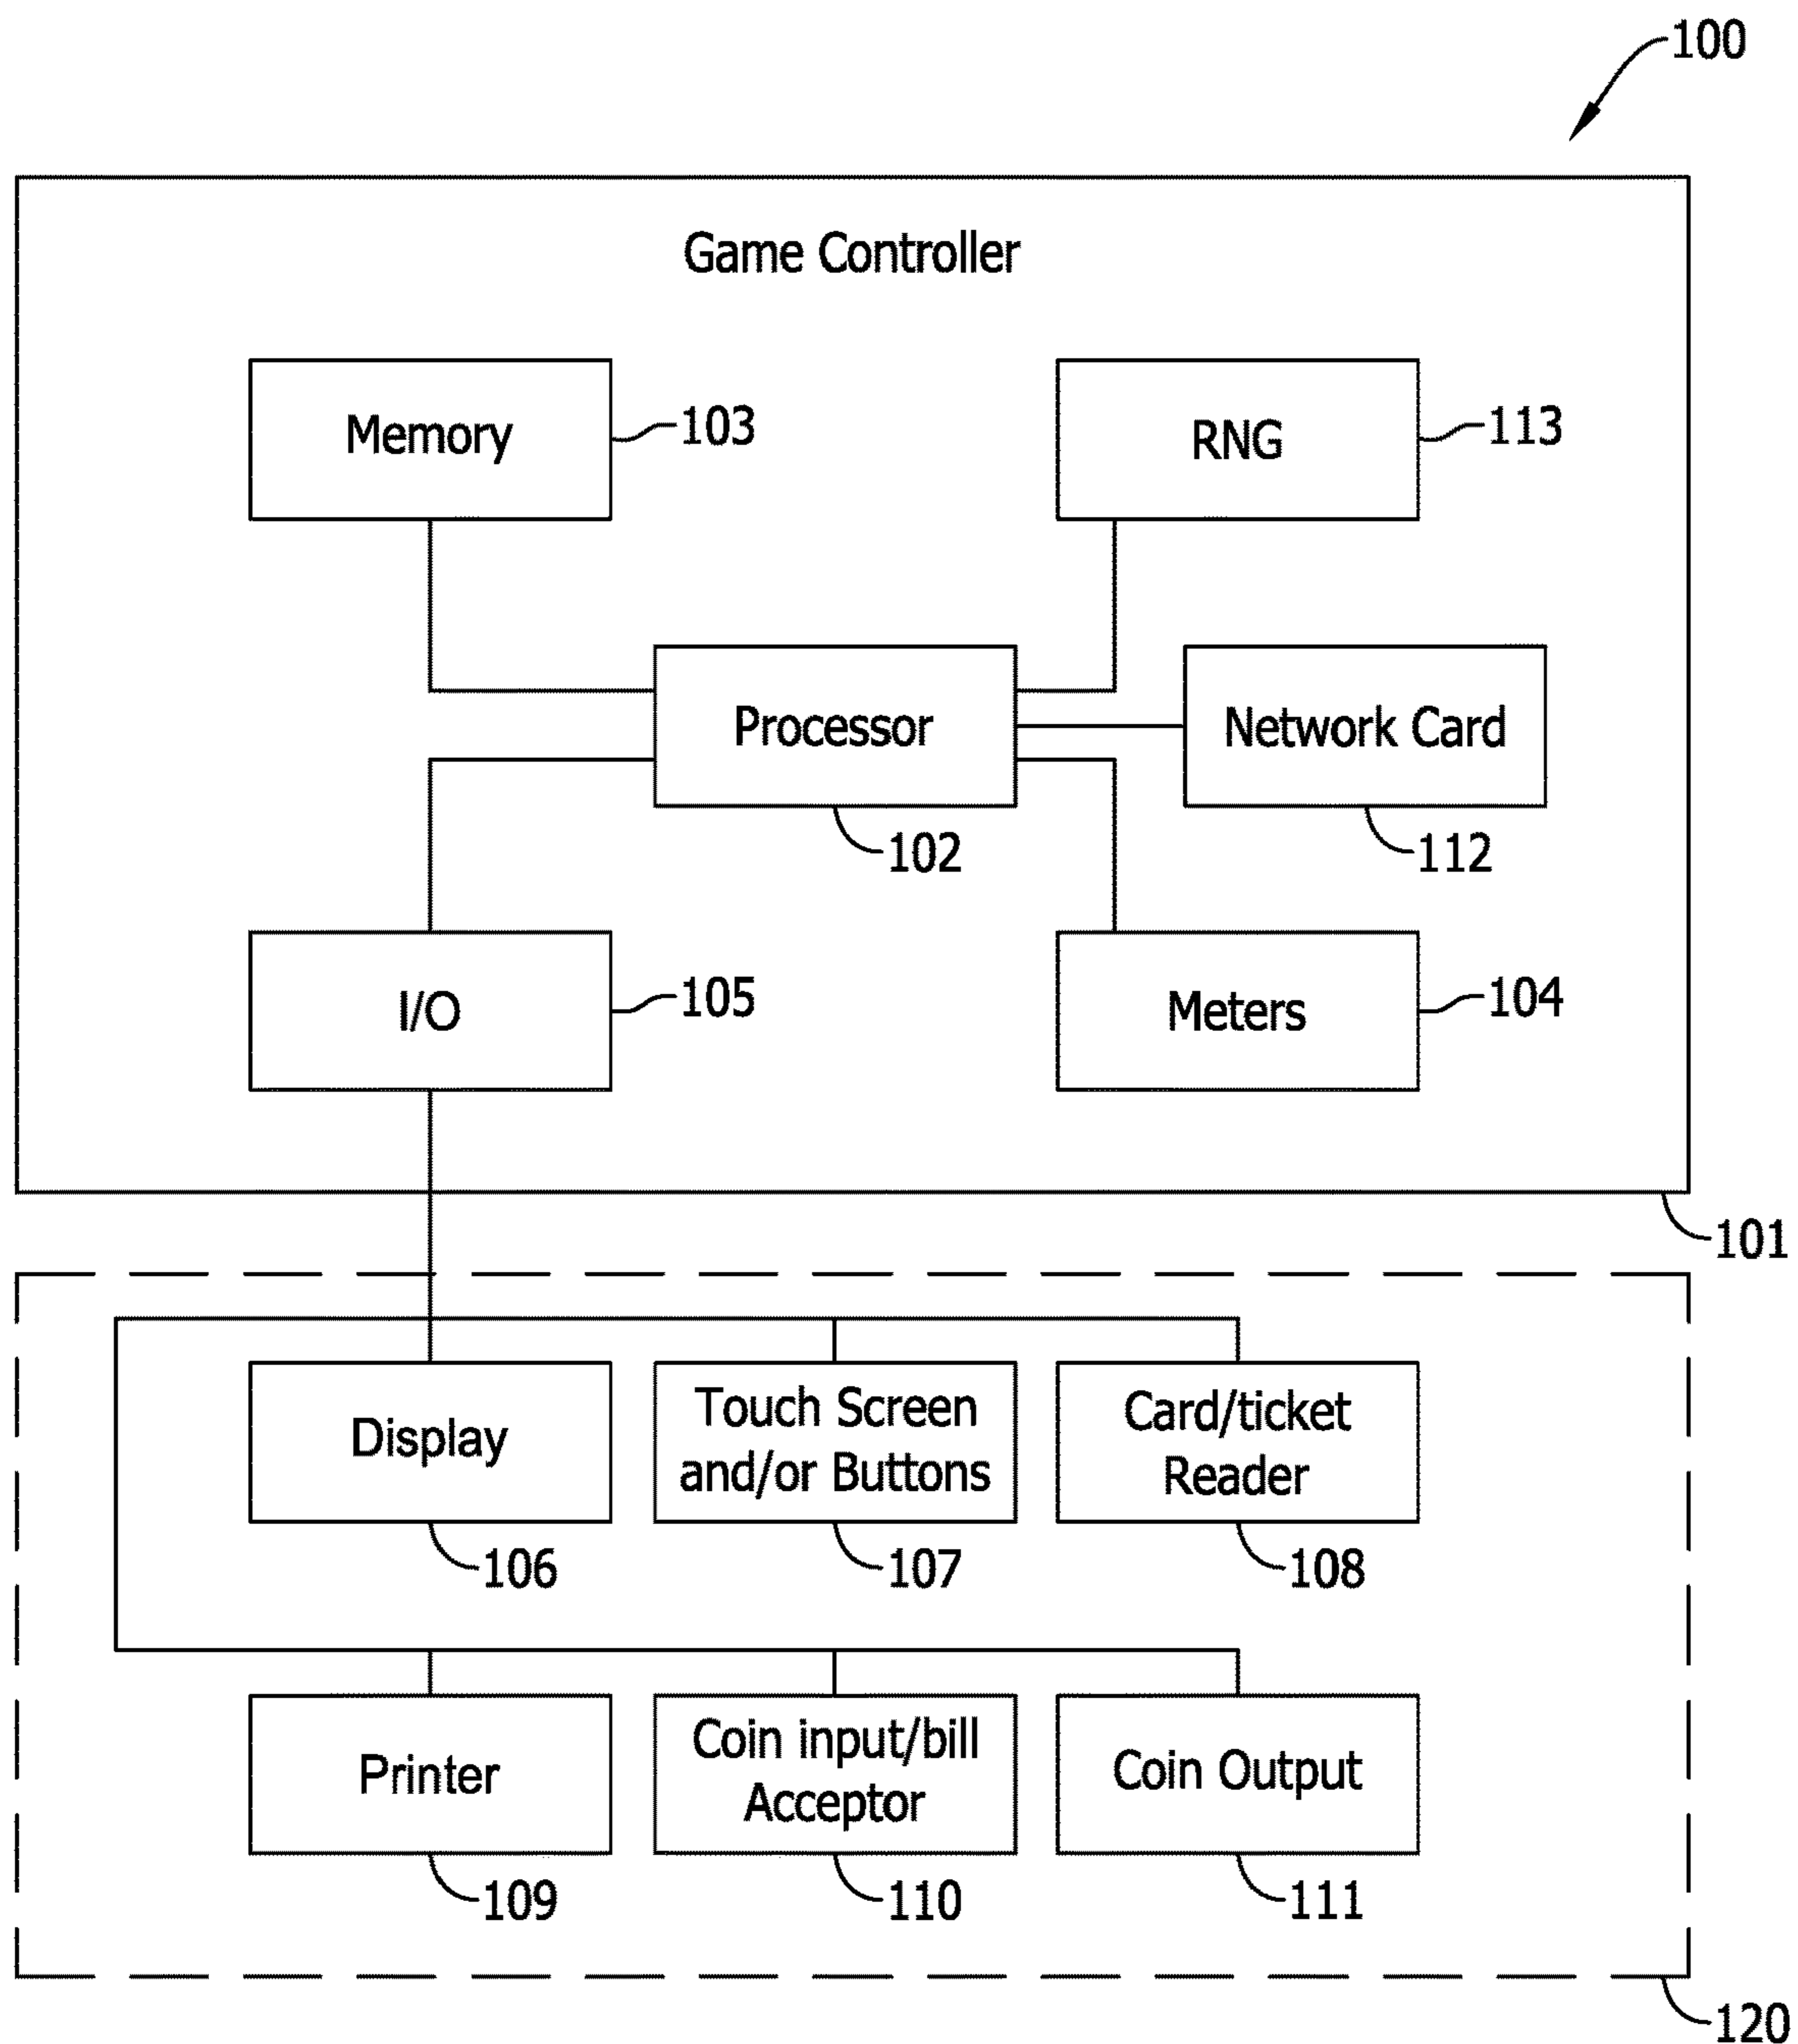 100
Game Controller
Memory
103
RNG
113
Processor
102
Network Card
112
I/O
105
Meters
104
101
Display
106
Touch Screen
and/or Buttons
107
Card/ticket
Reader
108
Printer
109
Coin input/bill
Acceptor
110
Coin Output
111
120